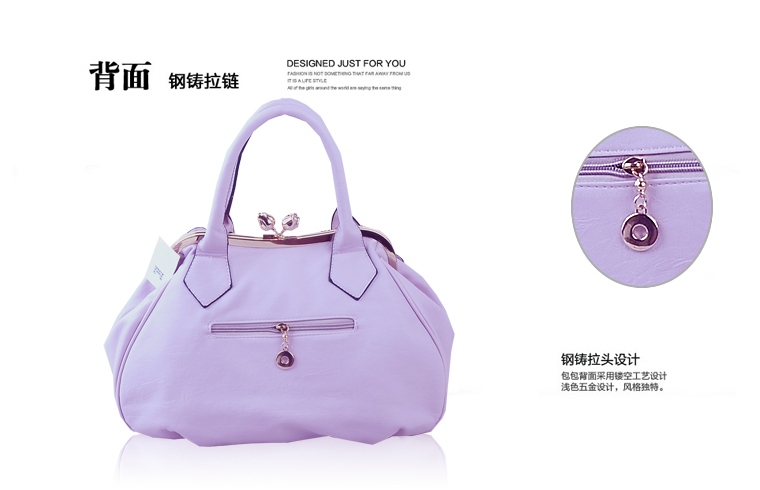 背面 钢铸拉链
DESIGNED JUST FOR YOU
FASHION IS NOT SOMETHING THAT FAR AWAY FROM US
IT IS A LIFE STYLE
All of the girls around the world are saying the same thing
钢铸拉头设计
包包背面采用镂空工艺设计
浅色五金设计，风格独特。